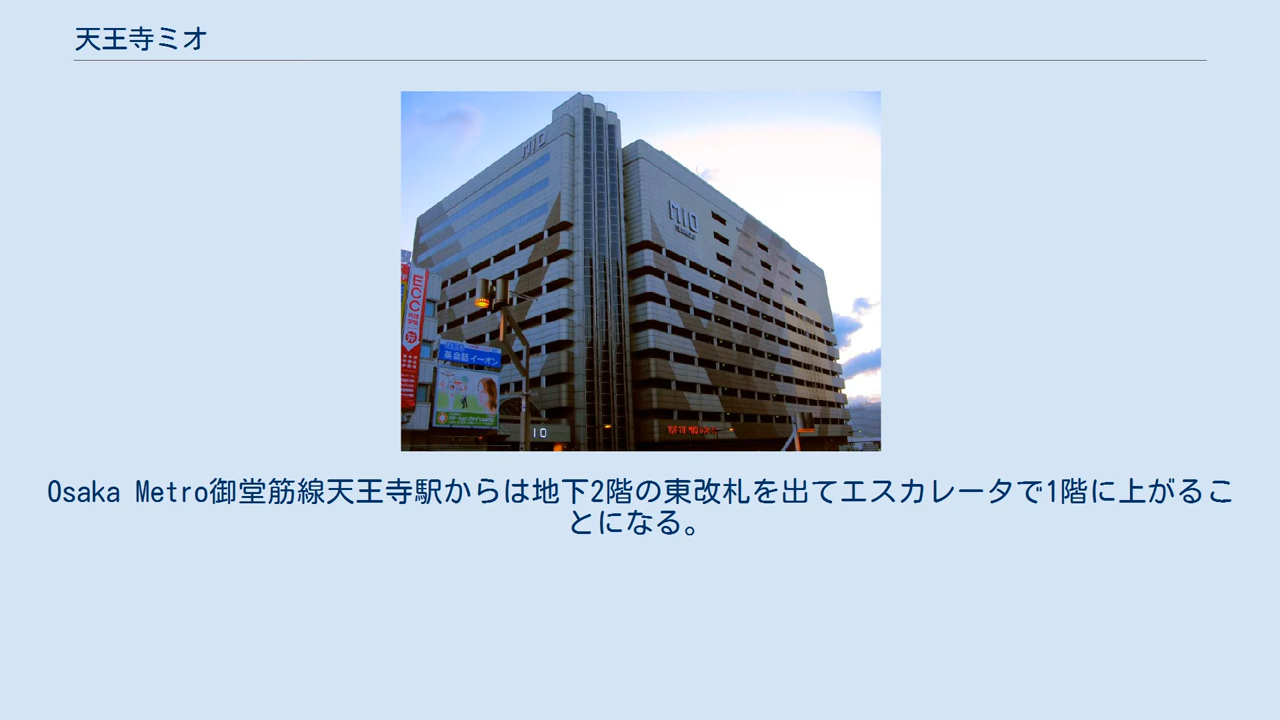 天王寺ミオ
MIO
MIO
ECC
英会話イーオン
Osaka Metro御堂筋線天王寺駅からは地下2階の東改札を出てエスカレータで1階に上がるこ
とになる。